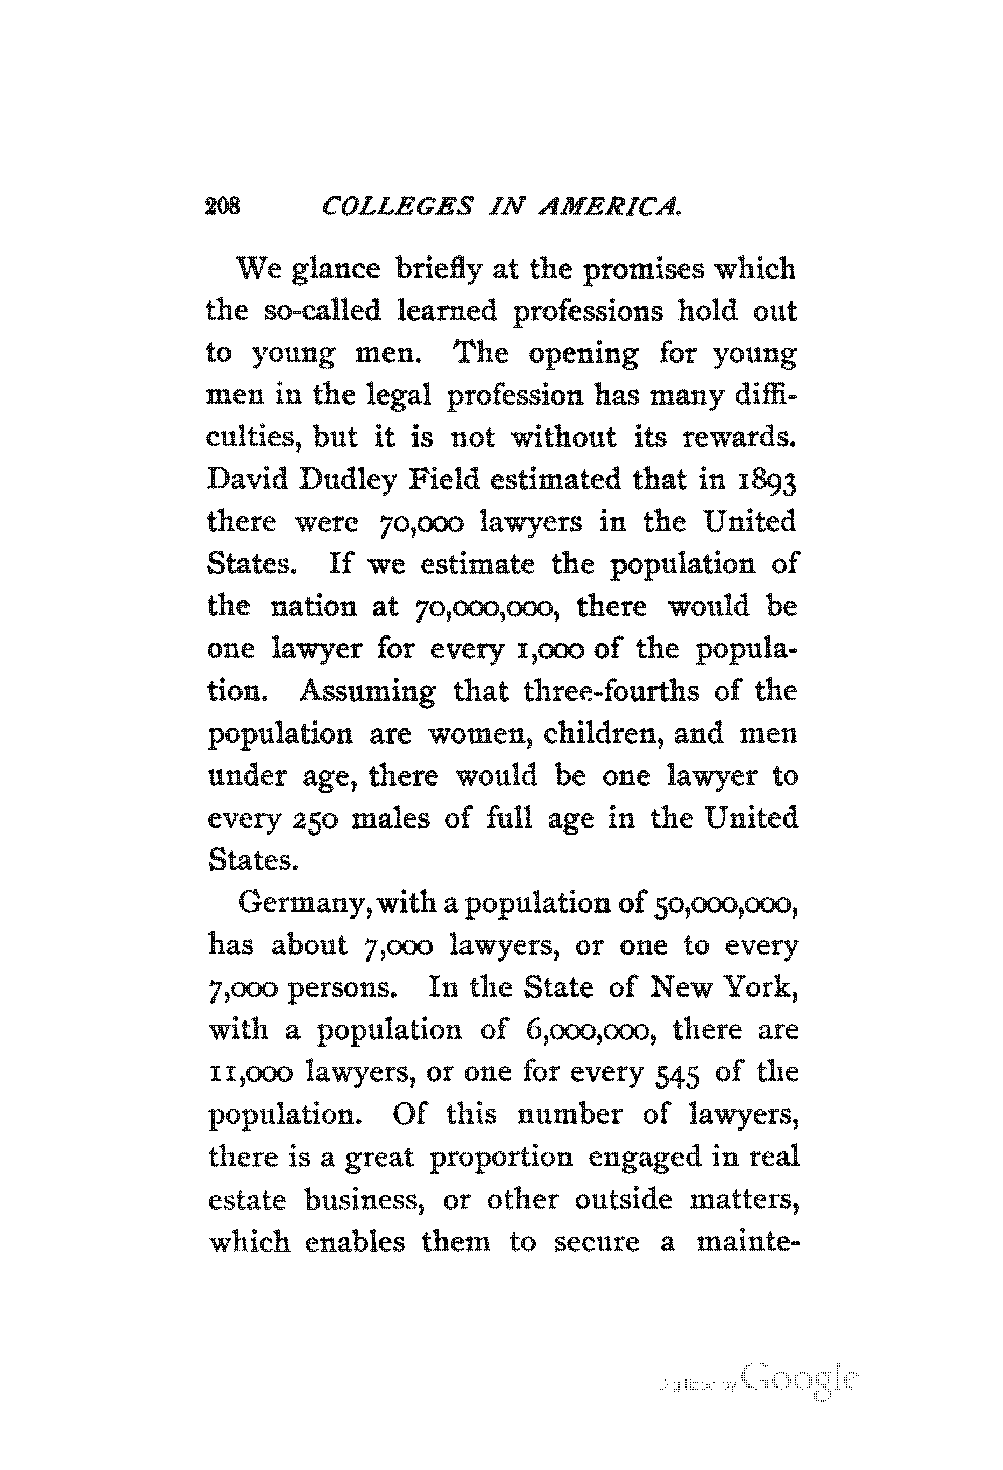 208 COLLEGES IN AMERICA.
We glance briefly at the promises which
the so-called learned professions hold out
to young men. The opening for young
men in the legal profession has many diffi-
culties, but it is not without its rewards.
David Dudley Field estimated that in 1893
there were 70,000 lawyers in the United
States. If we estimate the population of
the nation at 70,000,000, there would be
one lawyer for every 1,000 of the popula-
tion. Assuming that three-fourths of the
population are women, children, and men
under age, there would be one lawyer to
every 250 males of full age in the United
States.
Germany, with a population of 50,000,000,
has about 7,000 lawyers, or one to every
7,000 persons. In the State of New York,
with a population of 6,000,000, there are
11,000 lawyers, or one for every 545 of the
population. Of this number of lawyers,
there is a great proportion engaged in real
estate business, or other outside matters,
which enables them to secure a mainte-
Digitized by Google